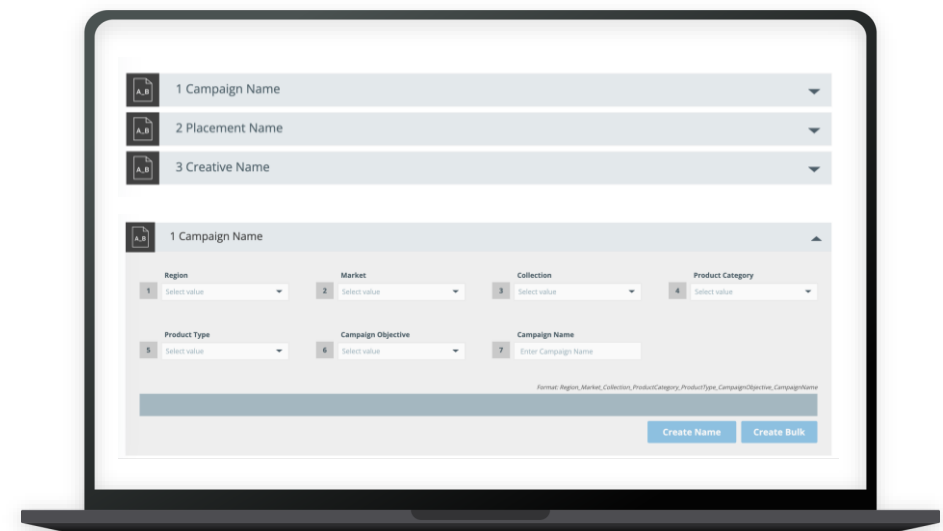 A_B 1 Campaign Name
A_B 2 Placement Name
A_B 3 Creative Name
A_B 1 Campaign Name
Region Market Collection Product Category
1 Select value 2 Select value 3 Select value 4 Select value
Product Type Campaign Objective Campaign Name
5 Select value 6 Select value 7 Enter Campaign Name
Format: Region_Market_Collection_ProductCategory_ProductType_CampaignObjective_CampaignName
Create Name Create Bulk